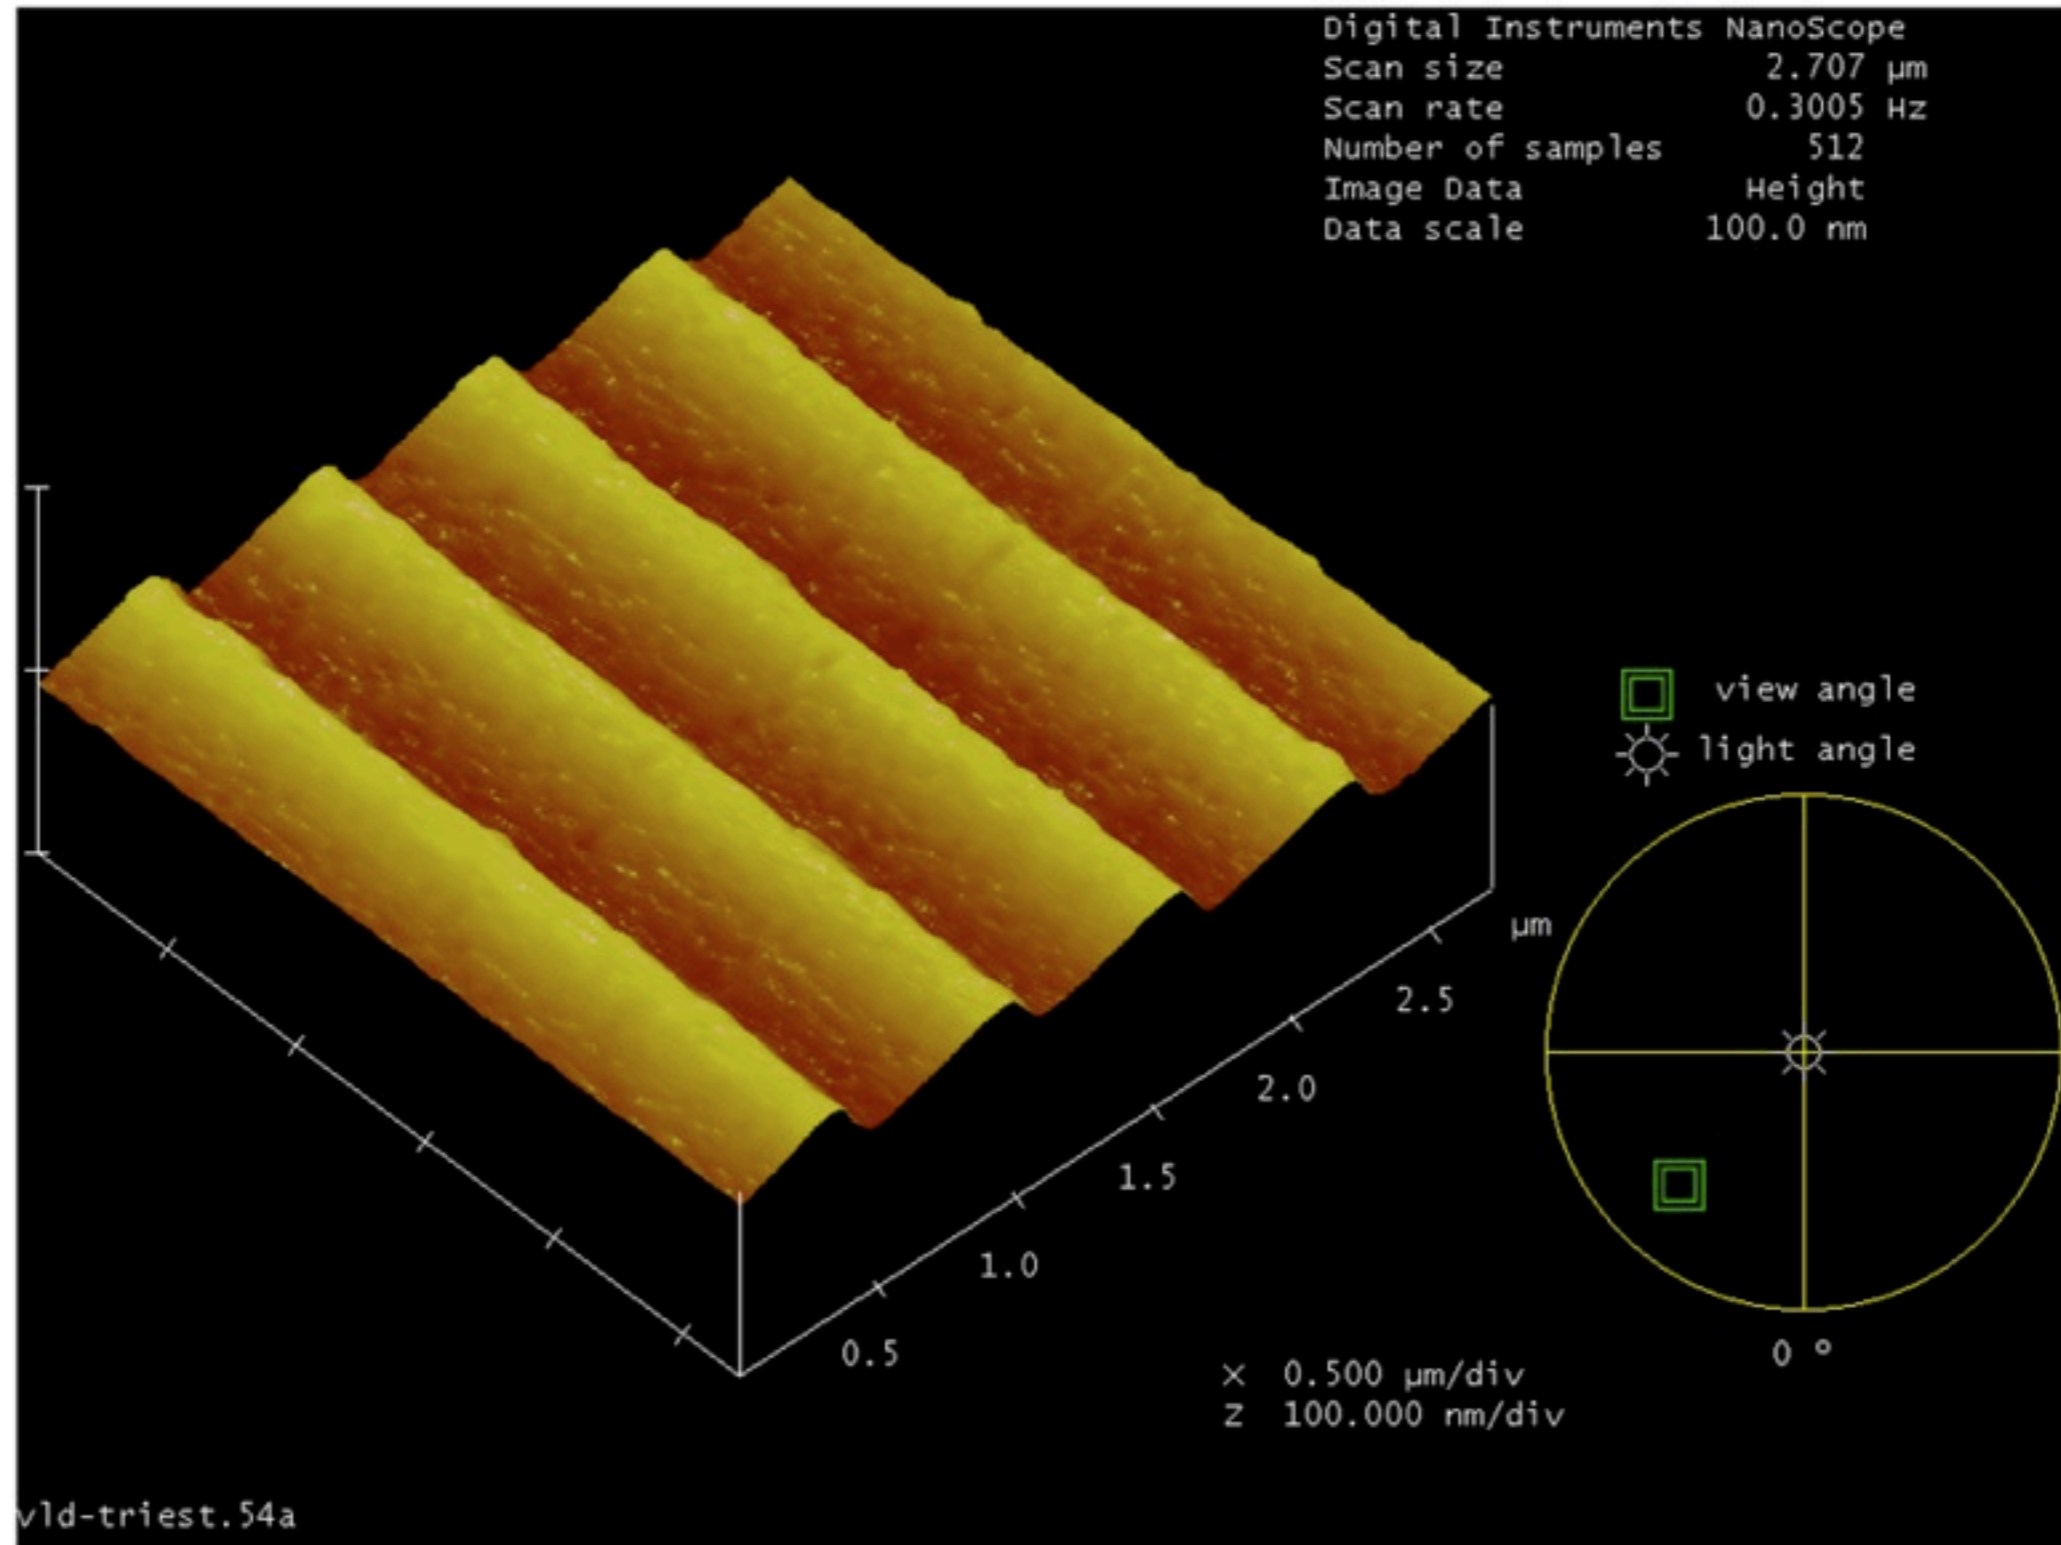 Digital Instruments NanoScope
Scan size 2.707 µm
Scan rate 0.3005 Hz
Number of samples 512
Image Data Height
Data scale 100.0 nm
view angle
light angle
µm
2.5
2.0
1.5
1.0
0.5
0 °
X 0.500 µm/div
Z 100.000 nm/div
vld-triest.54a